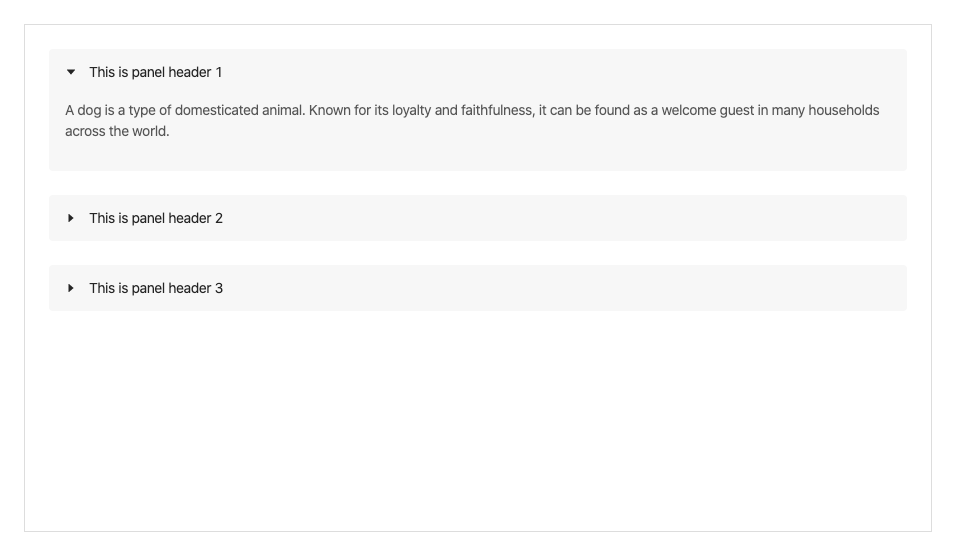 This is panel header 1
A dog is a type of domesticated animal. Known for its loyalty and faithfulness, it can be found as a welcome guest in many households
across the world.
This is panel header 2
This is panel header 3